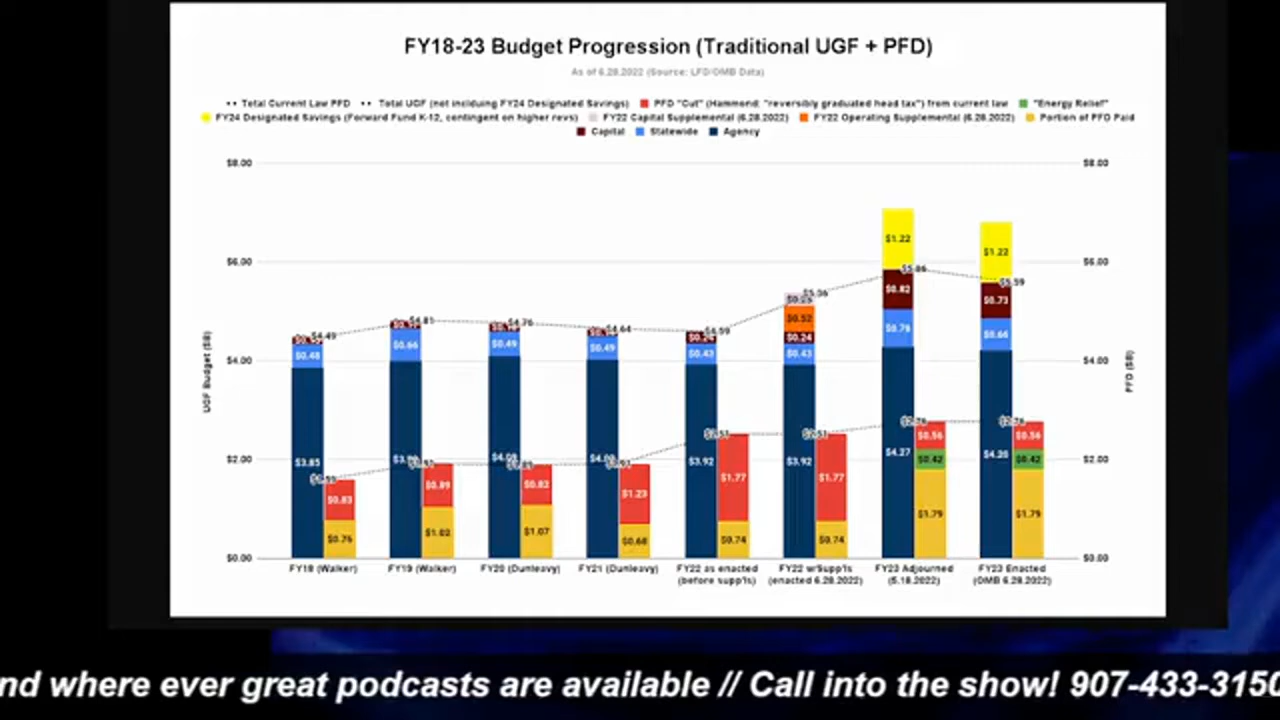 FY18-23 Budget Progression (Traditional UGF + PFD)
As of 6.28.2022 (Source: LFD/OMB Data)
Total Current Law PFD Total UGF (not incluing FY24 Designated Savings) PFD "Cut" (Hammond: "reversibly graduated head tax") from current law "Energy Relief"
FY24 Designated Savings (Forward Fund K-12, contingent on higher revs) FY22 Capital Supplemental (6.28.2022) FY22 Operating Supplemental (6.28.2022) Portion of PFD Paid
Capital Statewide Agency
$8.00 $8.00
$1.22
$1.22
$6.00 $5.86 $6.00
$5.59
$0.82
$5.36
$0.73
$0.52
$4.81
$4.76
$4.64
$4.59
$4.49
$0.79
$0.66
$0.24 $0.24
$0.66 $0.49 $0.49
$0.48 $0.43 $0.43
$4.00 $4.00
UGF Budget ($B)
PFD ($B)
$2.51 $2.51 $2.76 $2.76
$0.56 $0.56
$4.27 $4.20
$3.85 $3.92 $3.92
$2.00 $0.42 $0.42 $2.00
$1.77 $1.77
$0.83 $0.89 $0.82 $1.23
$1.79 $1.79
$0.76 $1.02 $1.07 $0.68 $0.74 $0.74
$0.00 $0.00
FY18 (Walker) FY19 (Walker) FY20 (Dunleavy) FY21 (Dunleavy) FY22 as enacted FY22 w/Suppl's FY23 Adjourned FY23 Enacted
(before supp'ls) (enacted 6.28.2022) (5.18.2022) (OMB 6.28.2022)
nd where ever great podcasts are available // Call into the show! 907-433-3150